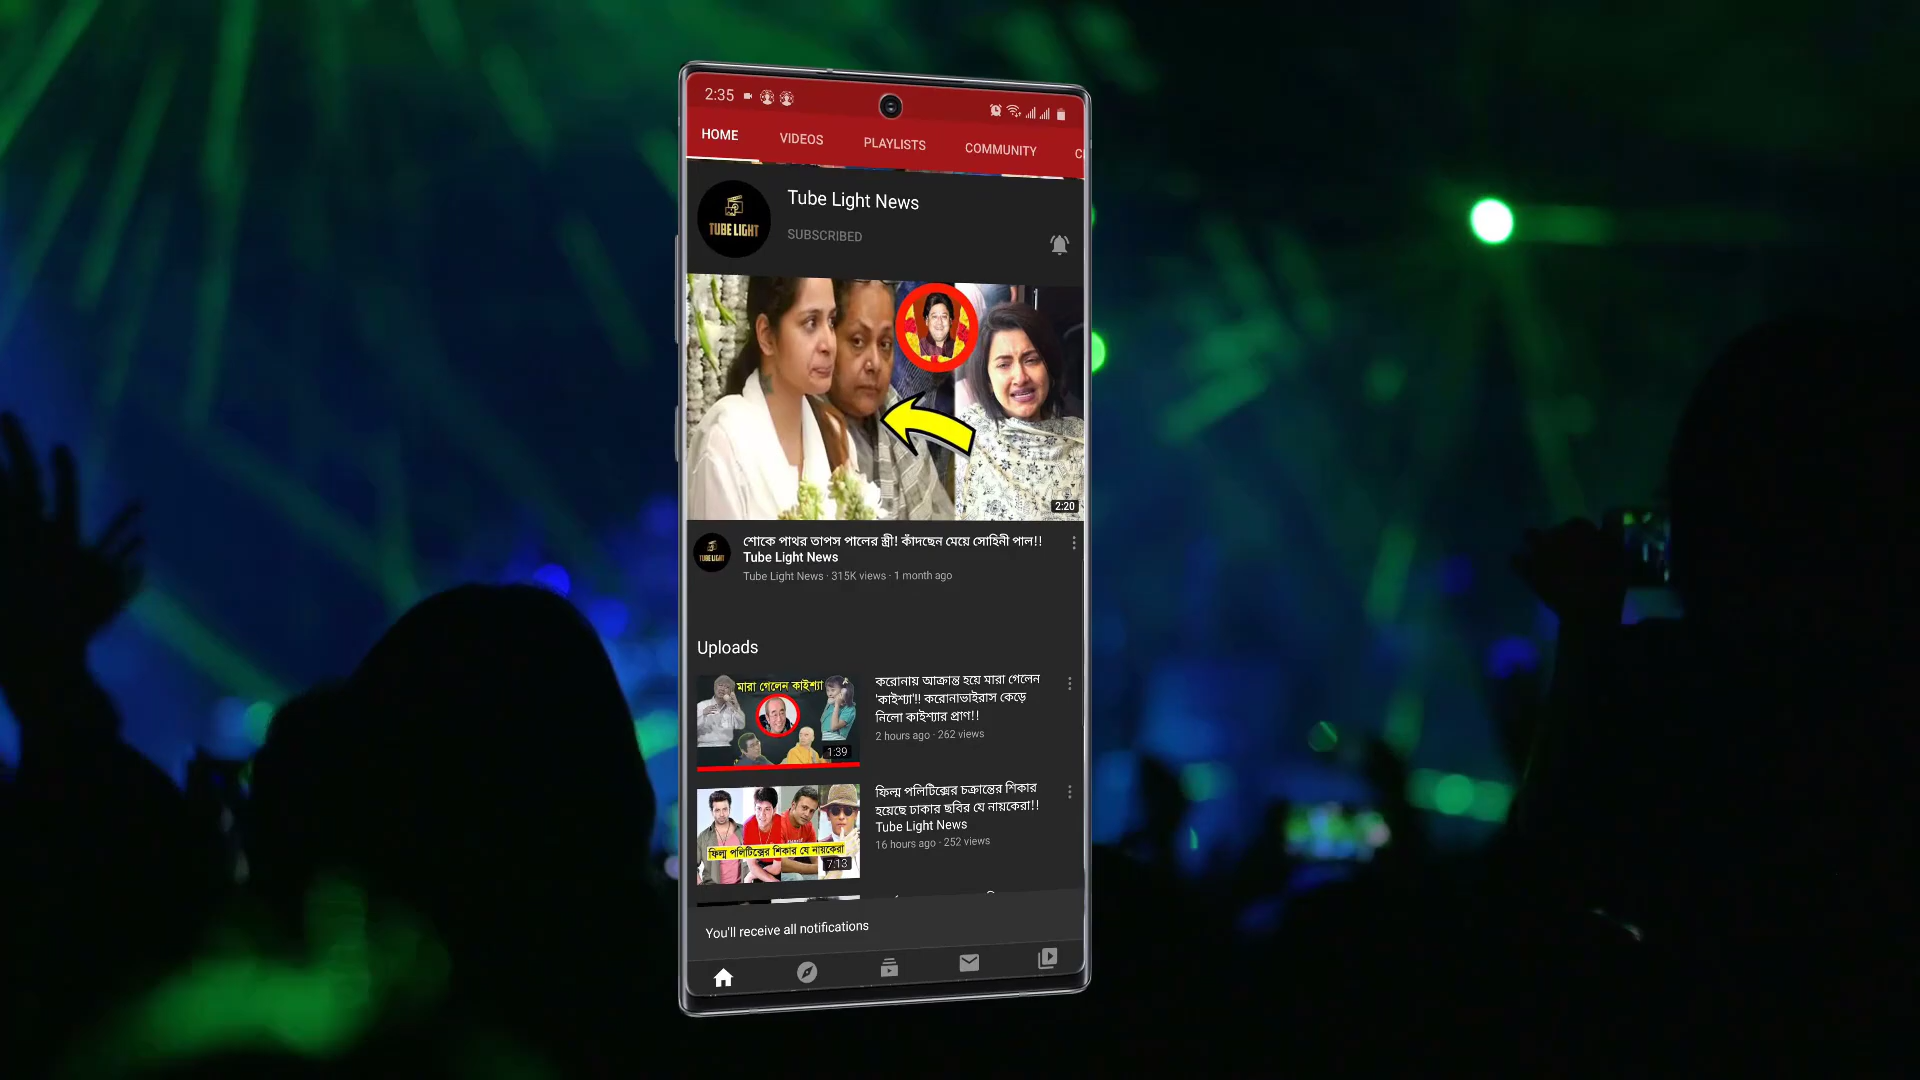 2:35
HOME VIDEOS PLAYLISTS COMMUNITY
Tube Light News
TUBE LIGHT
SUBSCRIBED
2:20
শোকে পাথর তাপস পালের স্ত্রী! কাঁদছেন মেয়ে সোহিনী পাল!!
Tube Light News
TUBE LIGHT
Tube Light News · 315K views · 1 month ago
Uploads
মারা গেলেন কাইশ্যা
1:39
করোনায় আক্রান্ত হয়ে মারা গেলেন
'কাইশ্যা'!! করোনাভাইরাস কেড়ে
নিলো কাইশ্যার প্রাণ!!
2 hours ago · 262 views
ফিল্ম পলিটিক্সের শিকার যে নায়কেরা
7:13
ফিল্ম পলিটিক্সের চক্রান্তের শিকার
হয়েছে ঢাকার ছবির যে নায়কেরা!!
Tube Light News
16 hours ago · 252 views
You'll receive all notifications